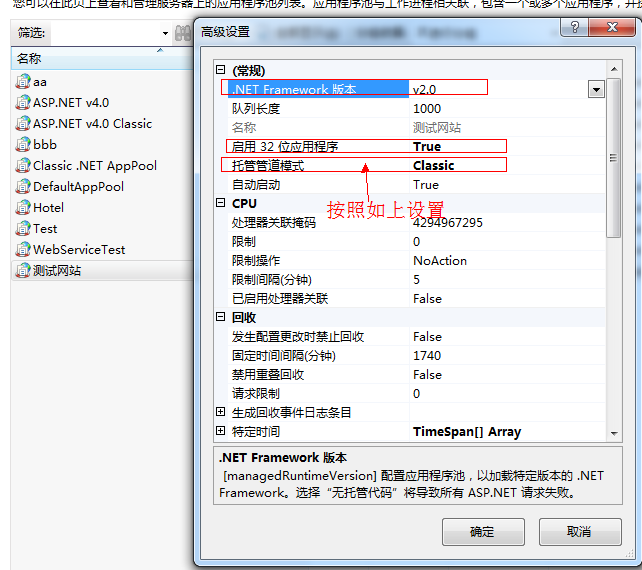 您可以在此页上查看和管理服务器上的应用程序池列表。应用程序池与工作进程相关联，包含一个或多个应用程序，并
筛选:
名称
aa
ASP.NET v4.0
ASP.NET v4.0 Classic
bbb
Classic .NET AppPool
DefaultAppPool
Hotel
Test
WebServiceTest
测试网站
高级设置
(常规)
.NET Framework 版本 v2.0
队列长度 1000
名称 测试网站
启用 32 位应用程序 True
托管管道模式 Classic
自动启动 True
按照如上设置
CPU
处理器关联掩码 4294967295
限制 0
限制操作 NoAction
限制间隔(分钟) 5
已启用处理器关联 False
回收
发生配置更改时禁止回收 False
固定时间间隔(分钟) 1740
禁用重叠回收 False
请求限制 0
生成回收事件日志条目
特定时间 TimeSpan[] Array
.NET Framework 版本
[managedRuntimeVersion] 配置应用程序池，以加载特定版本的 .NET
Framework。选择“无托管代码”将导致所有 ASP.NET 请求失败。
确定
取消